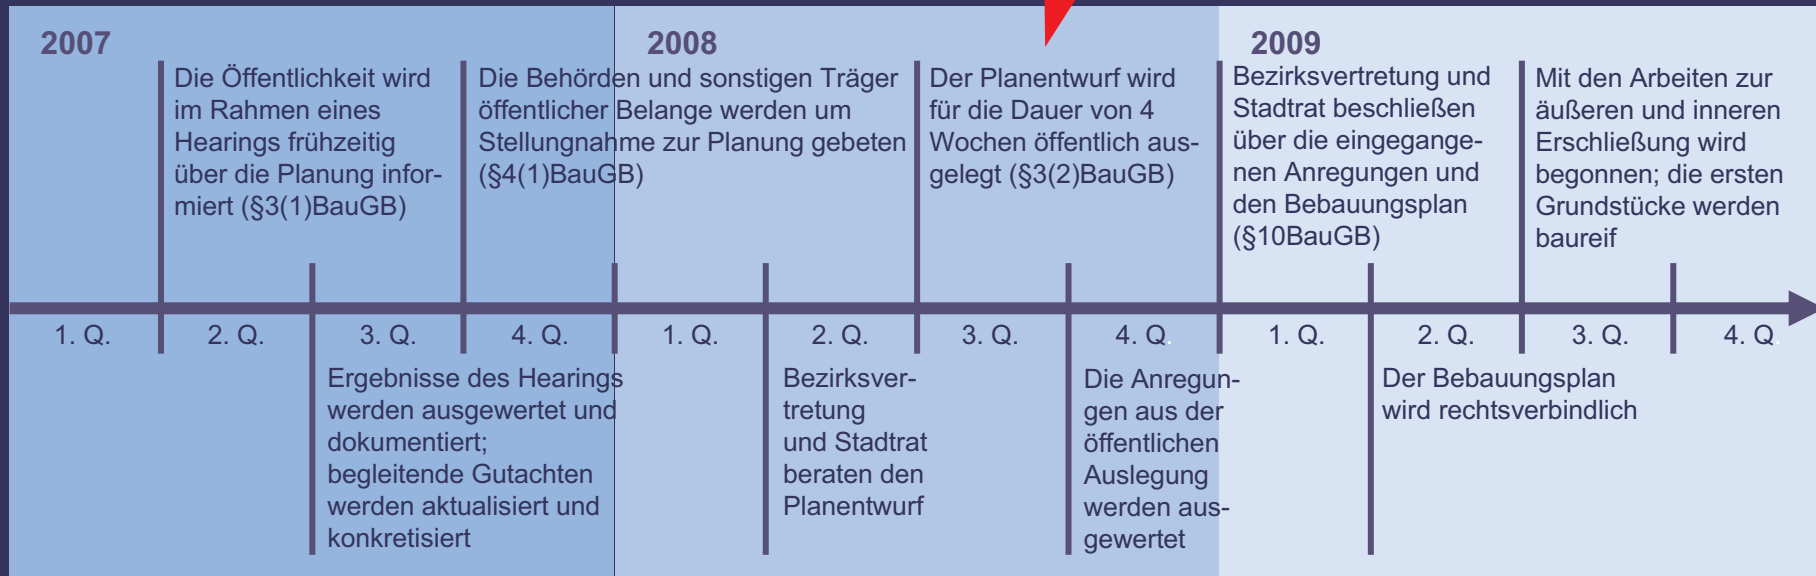 2007
Die Öffentlichkeit wird
im Rahmen eines
Hearings frühzeitig
über die Planung infor-
miert (§3(1)BauGB)
Die Behörden und sonstigen Träger
öffentlicher Belange werden um
Stellungnahme zur Planung gebeten
(§4(1)BauGB)
2008
Der Planentwurf wird
für die Dauer von 4
Wochen öffentlich aus-
gelegt (§3(2)BauGB)
2009
Bezirksvertretung und
Stadtrat beschließen
über die eingegange-
nen Anregungen und
den Bebauungsplan
(§10BauGB)
Mit den Arbeiten zur
äußeren und inneren
Erschließung wird
begonnen; die ersten
Grundstücke werden
baureif
1. Q.
2. Q.
3. Q.
4. Q.
1. Q.
2. Q.
3. Q.
4. Q.
1. Q.
2. Q.
3. Q.
4. Q.
Ergebnisse des Hearings
werden ausgewertet und
dokumentiert;
begleitende Gutachten
werden aktualisiert und
konkretisiert
Bezirksver-
tretung
und Stadtrat
beraten den
Planentwurf
Die Anregun-
gen aus der
öffentlichen
Auslegung
werden aus-
gewertet
Der Bebauungsplan
wird rechtsverbindlich